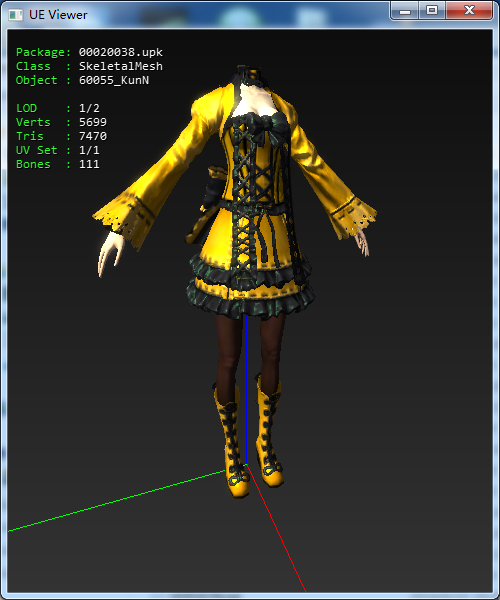 UE Viewer
Package: 00020038.upk
Class : SkeletalMesh
Object : 60055_KunN
LOD : 1/2
Verts : 5699
Tris : 7470
UV Set : 1/1
Bones : 111